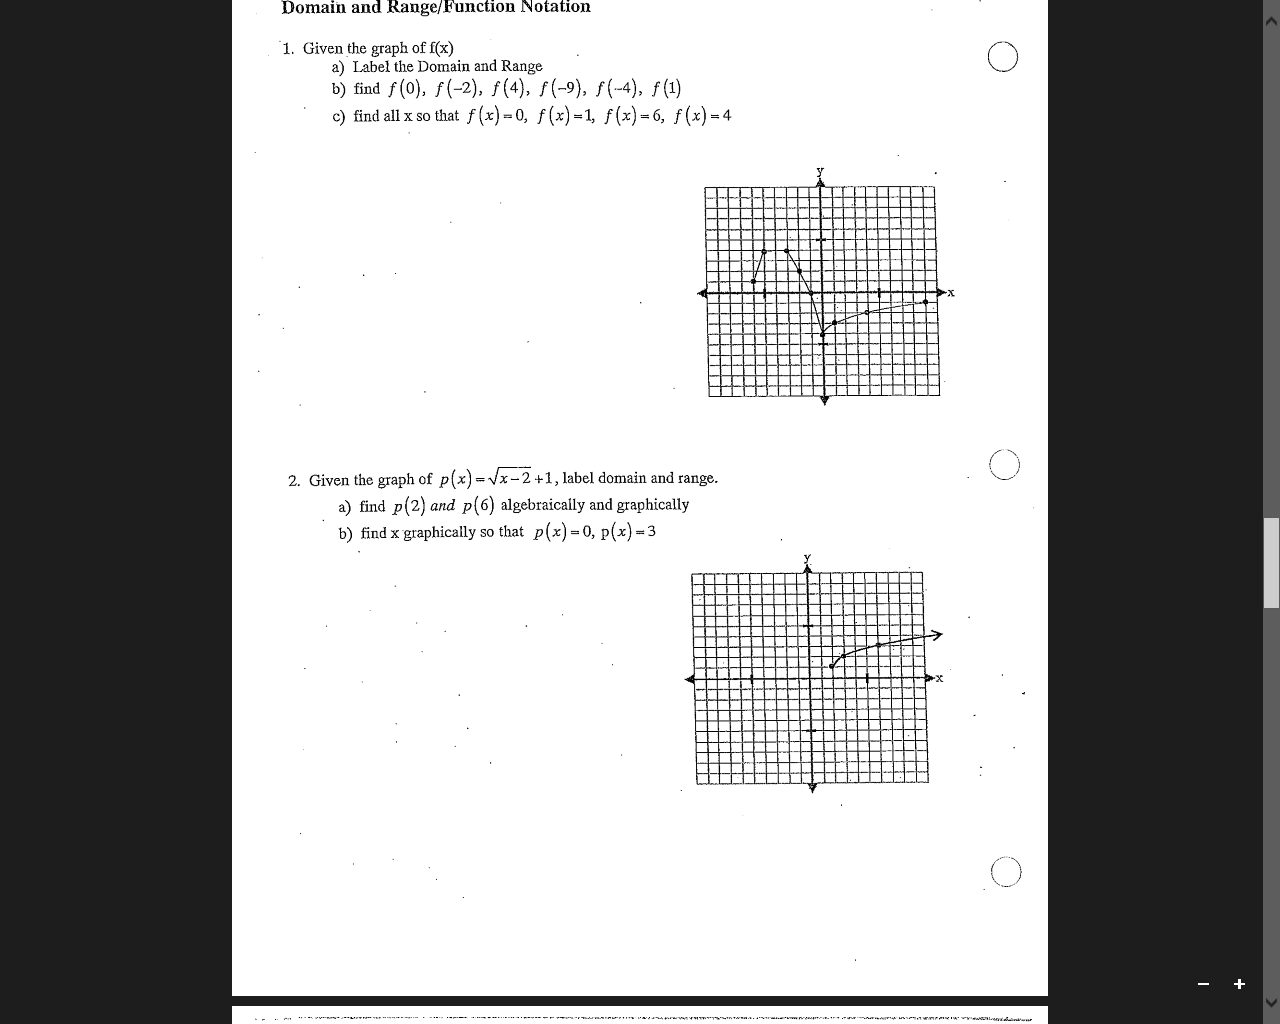 Domain and Range/Function Notation
1. Given the graph of f(x)
a) Label the Domain and Range
b) find f(0), f(−2), f(4), f(−9), f(−4), f(1)
c) find all x so that f(x)=0, f(x)=1, f(x)=6, f(x)=4
y
x
2. Given the graph of p(x)=√x−2+1, label domain and range.
a) find p(2) and p(6) algebraically and graphically
b) find x graphically so that p(x)=0, p(x)=3
y
x
− +